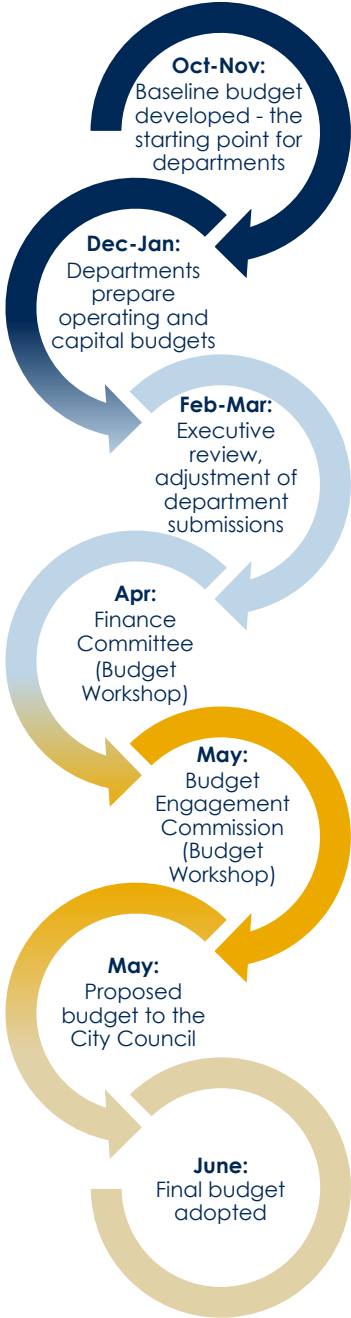 Oct-Nov:
Baseline budget
developed - the
starting point for
departments
Dec-Jan:
Departments
prepare
operating and
capital budgets
Feb-Mar:
Executive
review,
adjustment of
department
submissions
Apr:
Finance
Committee
(Budget
Workshop)
May:
Budget
Engagement
Commission
(Budget
Workshop)
May:
Proposed
budget to the
City Council
June:
Final budget
adopted